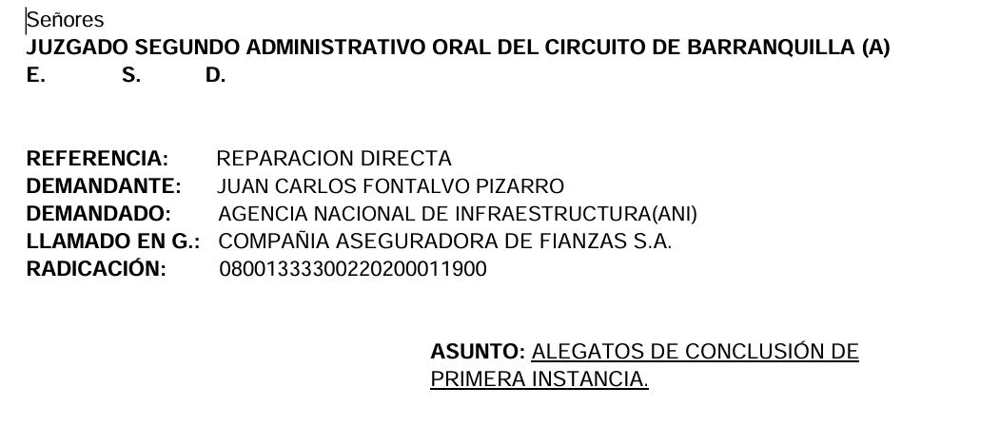 Señores
JUZGADO SEGUNDO ADMINISTRATIVO ORAL DEL CIRCUITO DE BARRANQUILLA (A)
E. S. D.
REFERENCIA: REPARACION DIRECTA
DEMANDANTE: JUAN CARLOS FONTALVO PIZARRO
DEMANDADO: AGENCIA NACIONAL DE INFRAESTRUCTURA(ANI)
LLAMADO EN G.: COMPAÑIA ASEGURADORA DE FIANZAS S.A.
RADICACIÓN: 08001333300220200011900
ASUNTO: ALEGATOS DE CONCLUSIÓN DE
PRIMERA INSTANCIA.